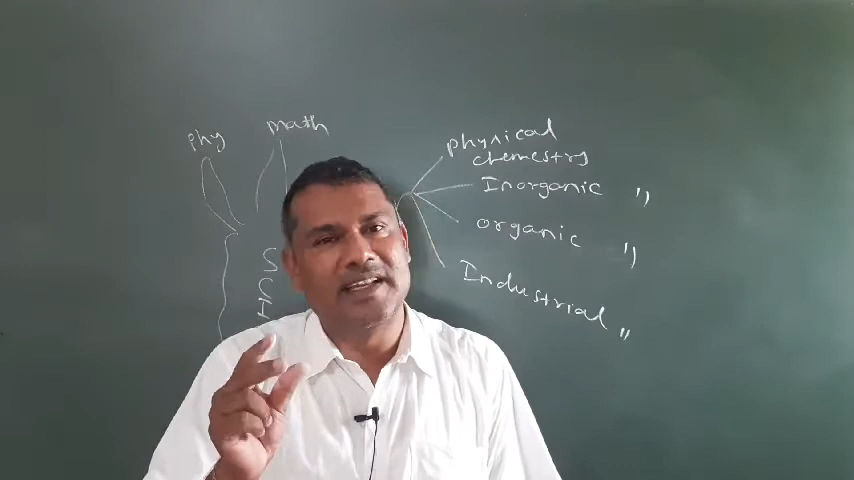 phy
math
physical
chemestry
Inorganic "
organic "
Industrial "
S
C
H